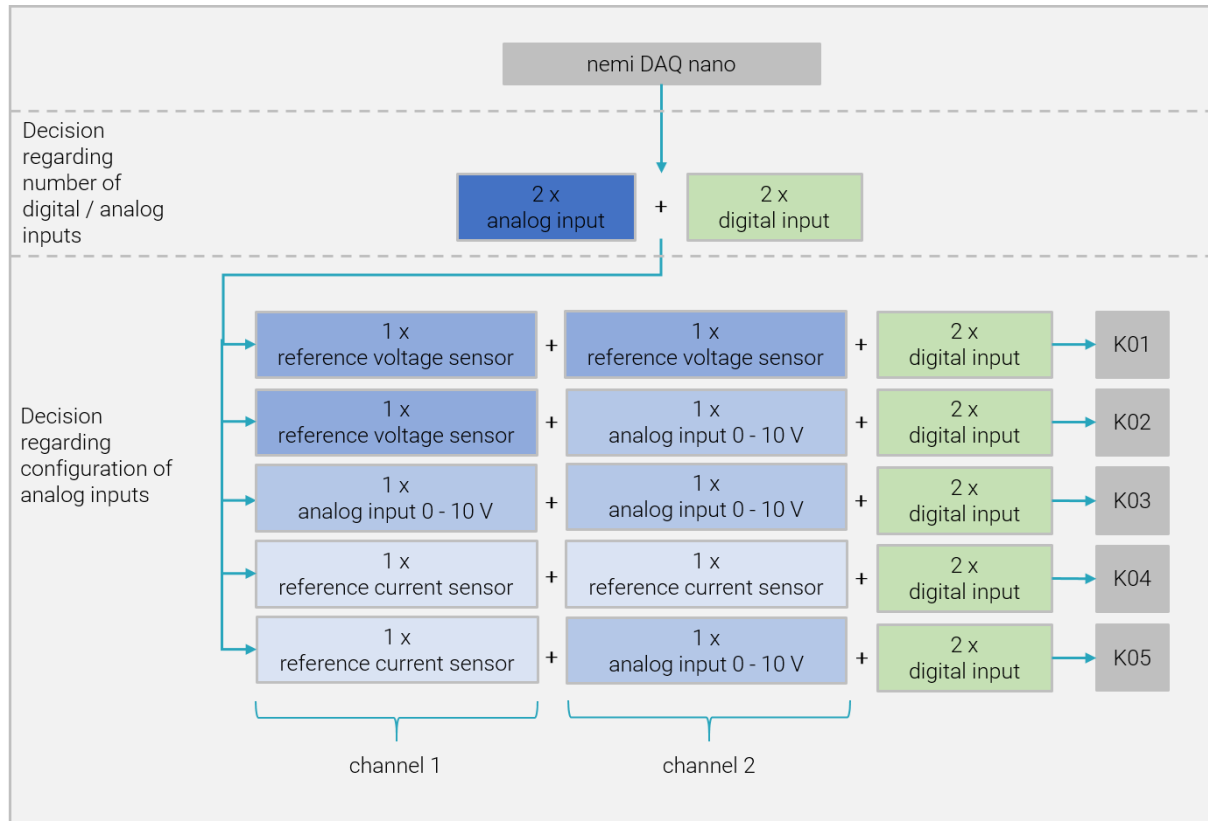 nemi DAQ nano
Decision
regarding
number of
digital / analog
inputs
2 x
analog input
+
2 x
digital input
Decision
regarding
configuration of
analog inputs
1 x
reference voltage sensor
+
1 x
reference voltage sensor
+
2 x
digital input
K01
1 x
reference voltage sensor
+
1 x
analog input 0 - 10 V
+
2 x
digital input
K02
1 x
analog input 0 - 10 V
+
1 x
analog input 0 - 10 V
+
2 x
digital input
K03
1 x
reference current sensor
+
1 x
reference current sensor
+
2 x
digital input
K04
1 x
reference current sensor
+
1 x
analog input 0 - 10 V
+
2 x
digital input
K05
channel 1
channel 2